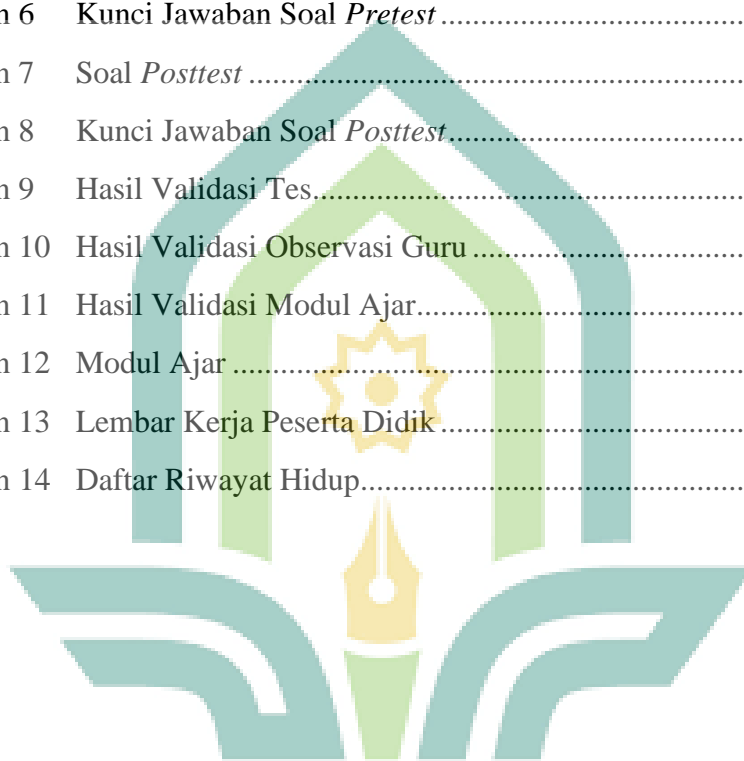 n 6 Kunci Jawaban Soal Pretest ........................................
n 7 Soal Posttest ................................................................
n 8 Kunci Jawaban Soal Posttest.......................................
n 9 Hasil Validasi Tes........................................................
n 10 Hasil Validasi Observasi Guru ....................................
n 11 Hasil Validasi Modul Ajar...........................................
n 12 Modul Ajar ..................................................................
n 13 Lembar Kerja Peserta Didik ........................................
n 14 Daftar Riwayat Hidup..................................................